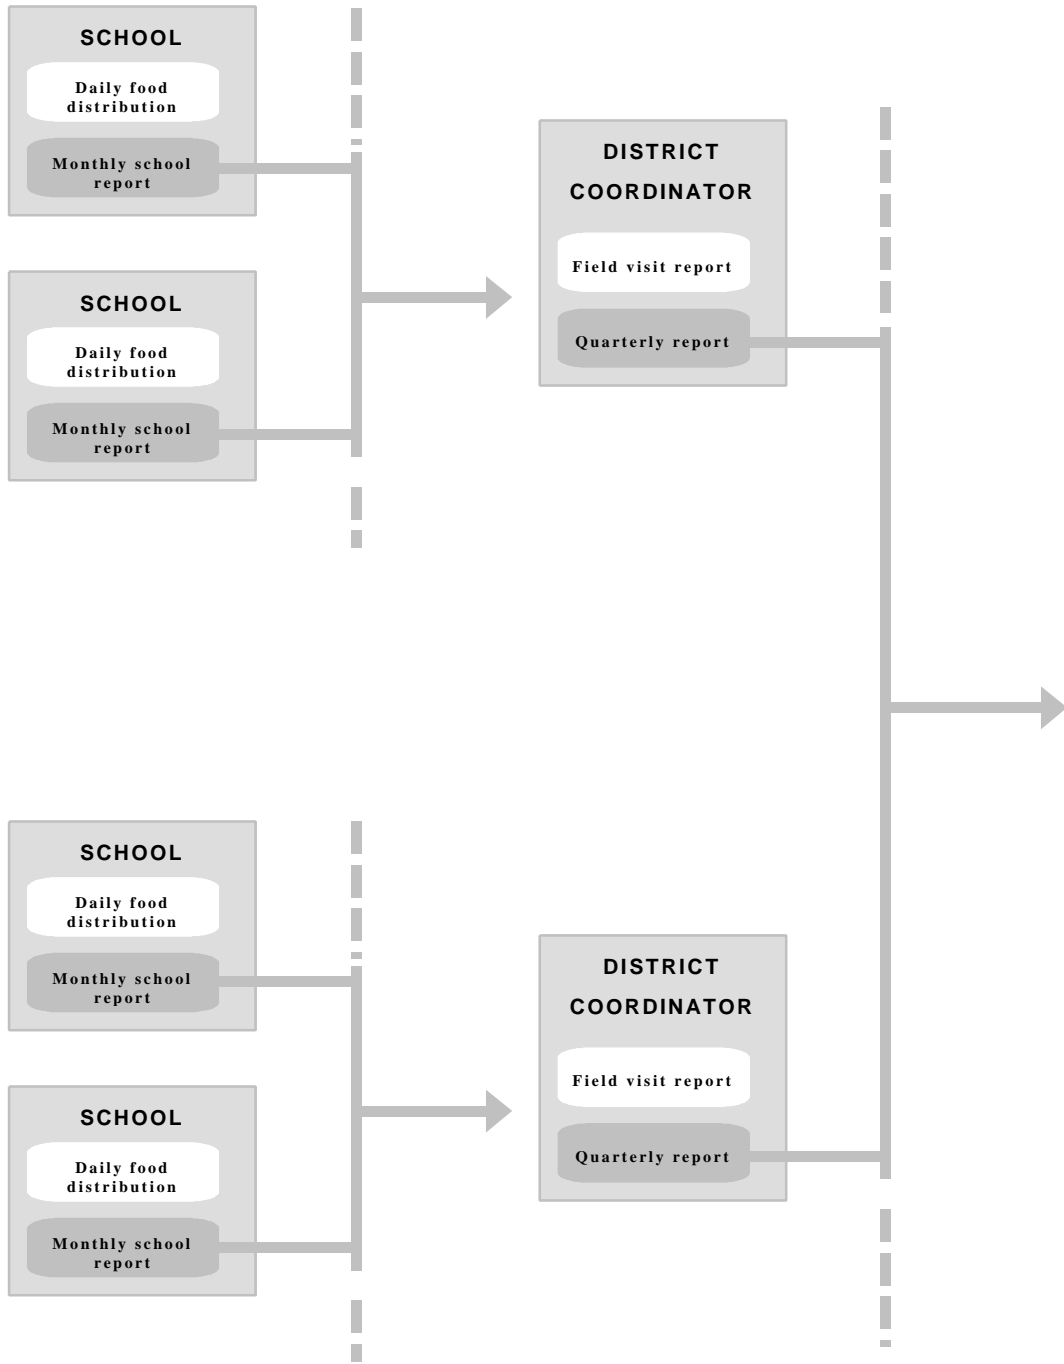 SCHOOL
Daily food
distribution
Monthly school
report
SCHOOL
Daily food
distribution
Monthly school
report
DISTRICT
COORDINATOR
Field visit report
Quarterly report
SCHOOL
Daily food
distribution
Monthly school
report
SCHOOL
Daily food
distribution
Monthly school
report
DISTRICT
COORDINATOR
Field visit report
Quarterly report